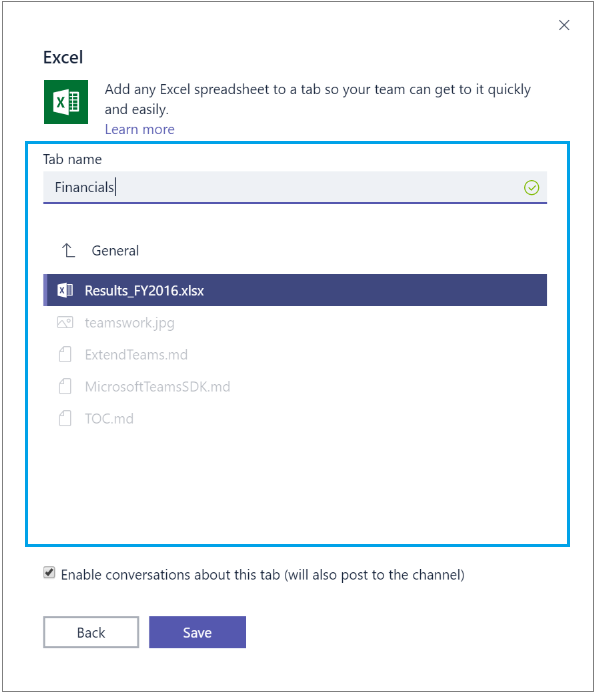 Excel
Add any Excel spreadsheet to a tab so your team can get to it quickly
and easily.
Learn more
Tab name
Financials
General
Results_FY2016.xlsx
teamswork.jpg
ExtendTeams.md
MicrosoftTeamsSDK.md
TOC.md
Enable conversations about this tab (will also post to the channel)
Back
Save